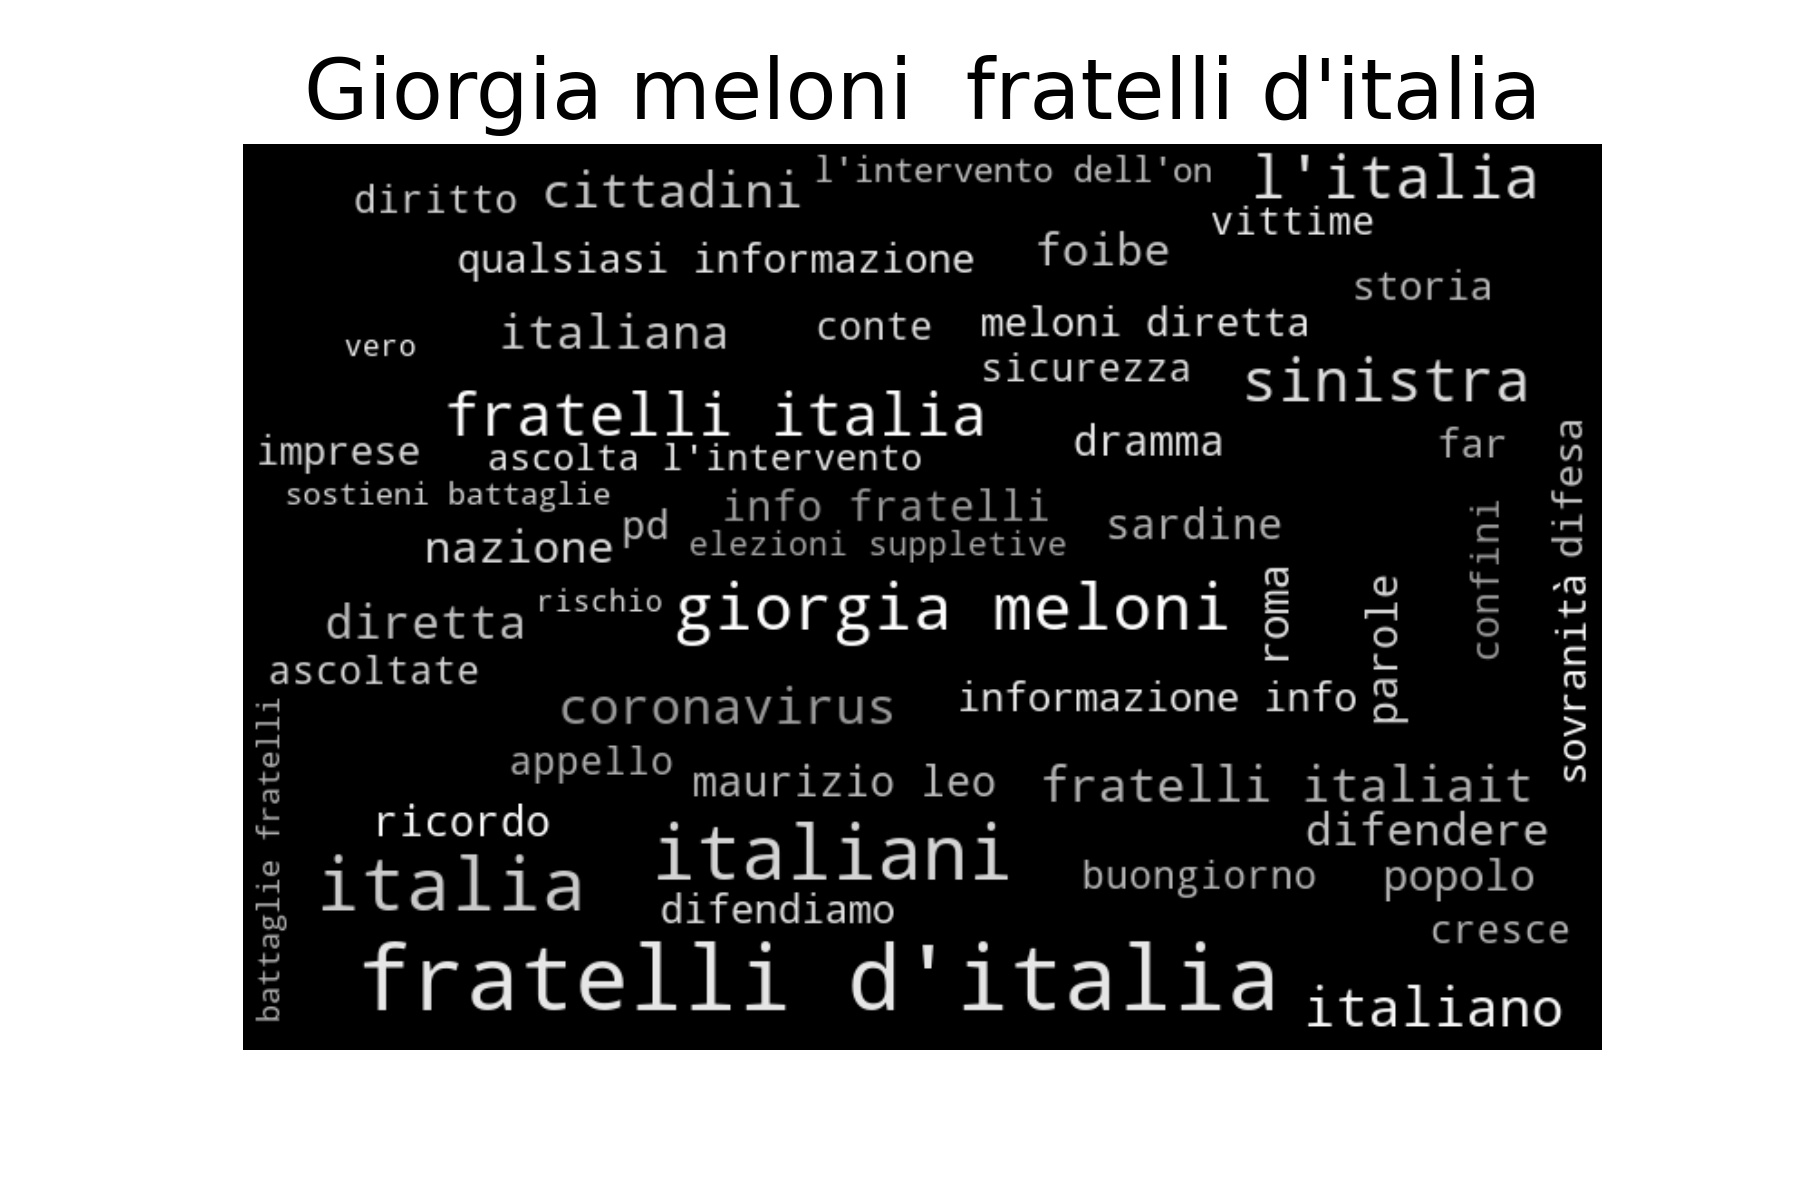 Giorgia meloni  fratelli d'italia
l'intervento dell'on
l'italia
diritto
cittadini
vittime
qualsiasi informazione
foibe
storia
vero
italiana
conte
meloni diretta
sicurezza
sinistra
fratelli italia
imprese
ascolta l'intervento
dramma
far
difesa
sostieni battaglie
info fratelli
pd
sardine
nazione
elezioni suppletive
confini
rischio
giorgia meloni
roma
parole
sovranità
diretta
ascoltate
coronavirus
informazione info
appello
maurizio leo
fratelli italiait
battaglie fratelli
ricordo
difendere
italiani
italia
buongiorno
popolo
difendiamo
cresce
fratelli d'italia
italiano